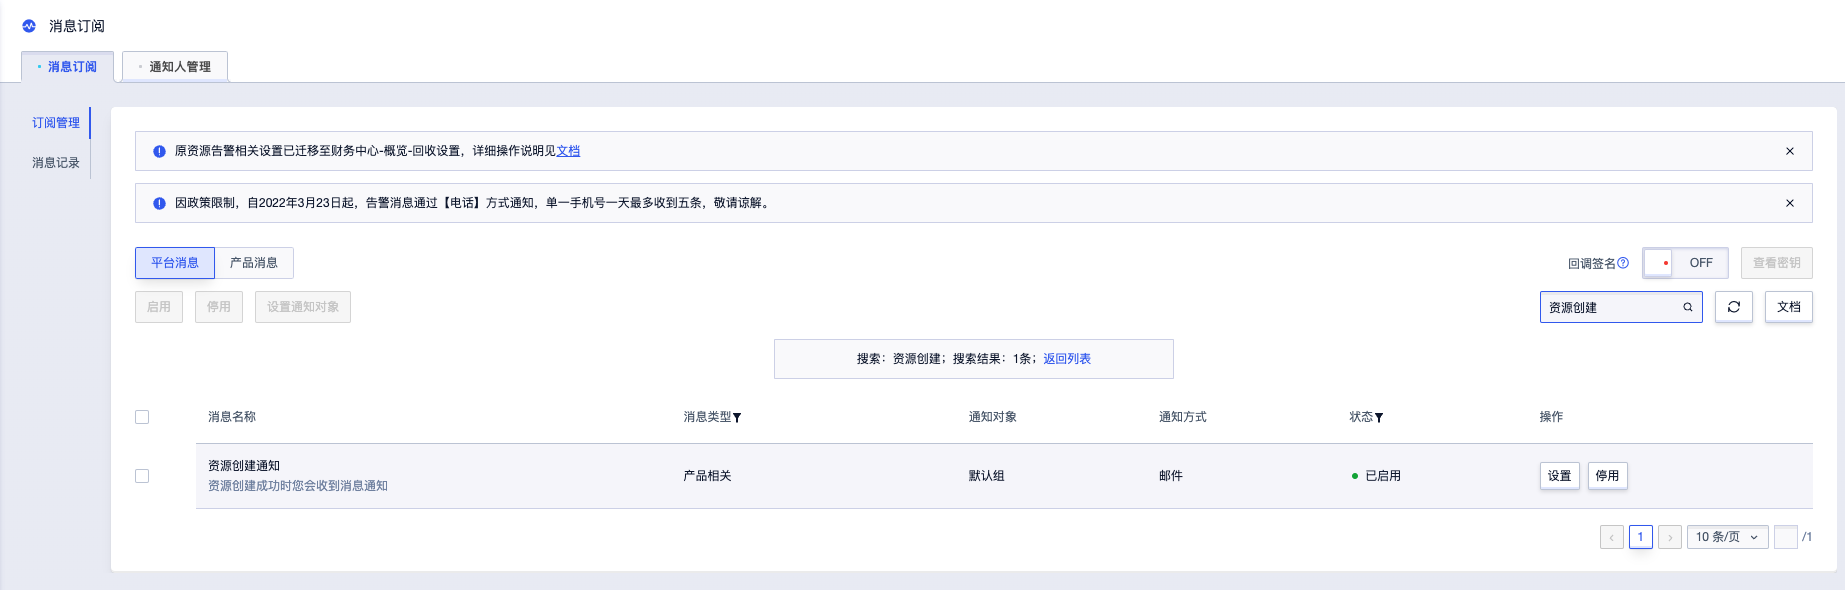 消息订阅
消息订阅
通知人管理
订阅管理
消息记录
原资源告警相关设置已迁移至财务中心-概览-回收设置，详细操作说明见文档
因政策限制，自2022年3月23日起，告警消息通过【电话】方式通知，单一手机号一天最多收到五条，敬请谅解。
平台消息 产品消息
回调签名 OFF 查看密钥
启用 停用 设置通知对象
资源创建 文档
搜索：资源创建；搜索结果：1条；返回列表
消息名称 消息类型 通知对象 通知方式 状态 操作
资源创建通知
资源创建成功时您会收到消息通知
产品相关 默认组 邮件 已启用 设置 停用
1 10 条/页 /1